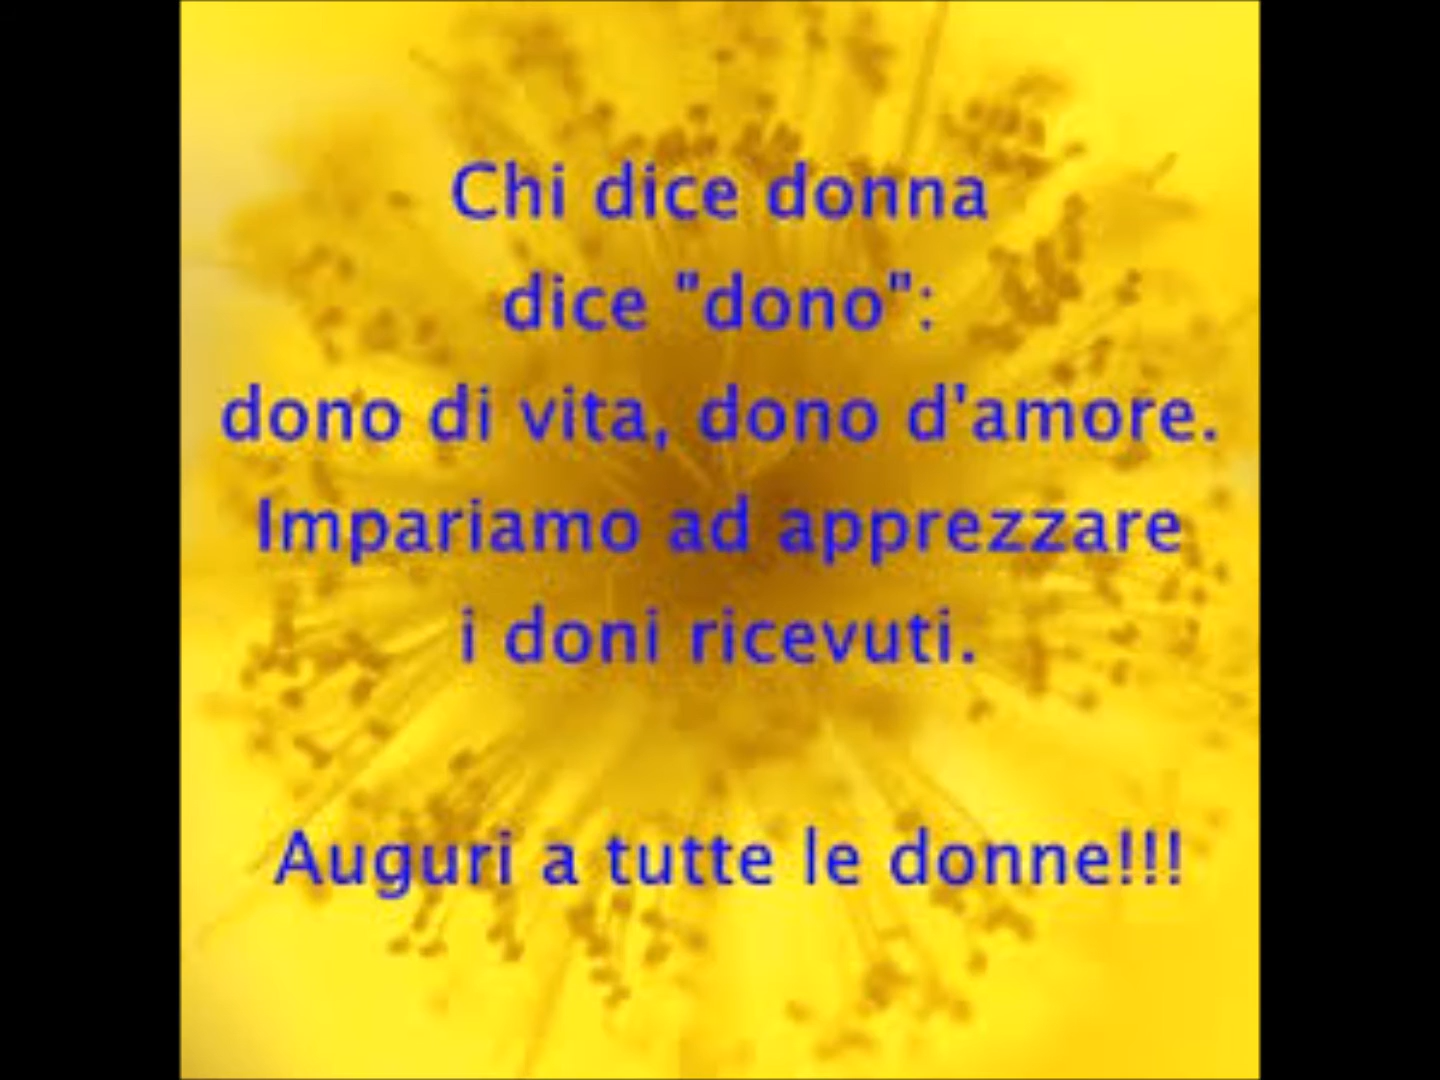 Chi dice donna
dice "dono":
dono di vita, dono d'amore.
Impariamo ad apprezzare
i doni ricevuti.
Auguri a tutte le donne!!!